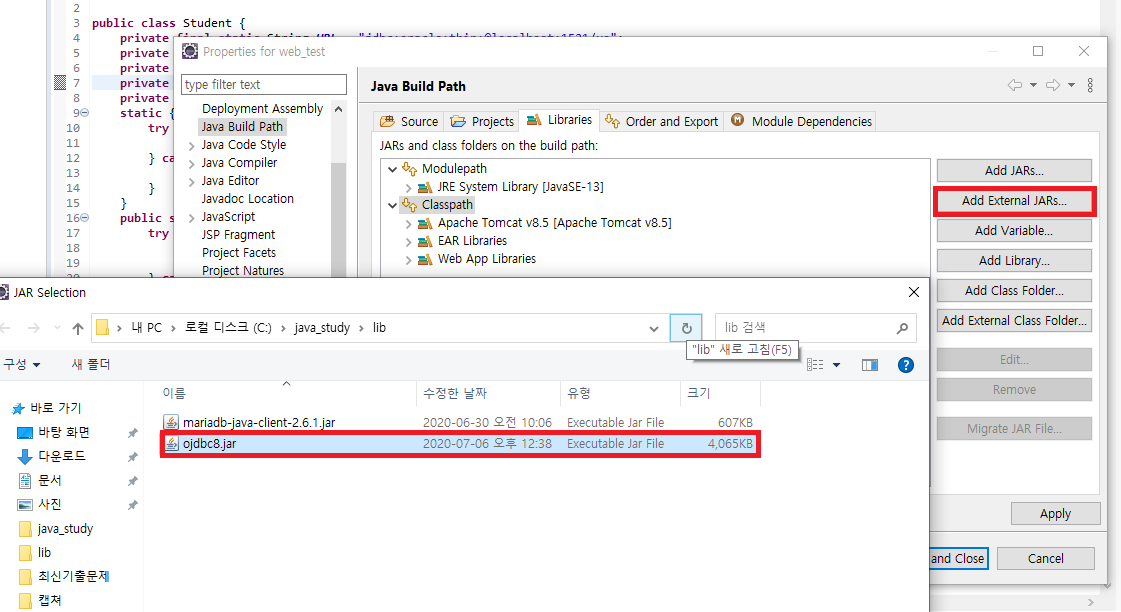 2
3 public class Student {
4 private final static String URL = "jdbc:oracle:thin:@localhost:1521/xe";
5 private
6 private
7 private
8 private
9 static {
10 try
11
12 } ca
13
14 }
15 }
16 public s
17 try
18
19
Properties for web_test
type filter text
Deployment Assembly
Java Build Path
Java Code Style
Java Compiler
Java Editor
Javadoc Location
JavaScript
JSP Fragment
Project Facets
Project Natures
Java Build Path
Source Projects Libraries Order and Export Module Dependencies
JARs and class folders on the build path:
Modulepath
JRE System Library [JavaSE-13]
Classpath
Apache Tomcat v8.5 [Apache Tomcat v8.5]
EAR Libraries
Web App Libraries
Add JARs...
Add External JARs...
Add Variable...
Add Library...
Add Class Folder...
Add External Class Folder...
Edit...
Remove
Migrate JAR File...
Apply
and Close Cancel
JAR Selection
내 PC › 로컬 디스크 (C:) › java_study › lib
lib 검색
"lib" 새로 고침(F5)
구성 새 폴더
이름 수정한 날짜 유형 크기
mariadb-java-client-2.6.1.jar 2020-06-30 오전 10:06 Executable Jar File 607KB
ojdbc8.jar 2020-07-06 오후 12:38 Executable Jar File 4,065KB
바로 가기
바탕 화면
다운로드
문서
사진
java_study
lib
최신기출문제
캡쳐